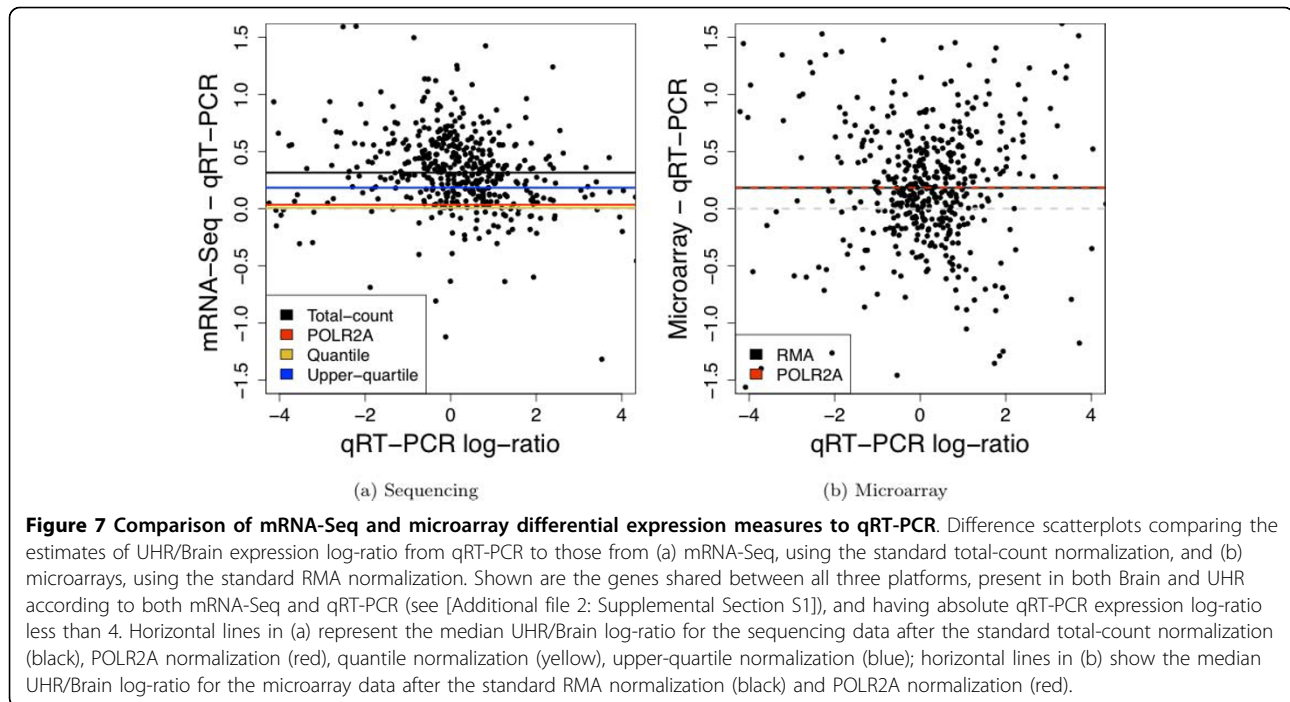 mRNA−Seq − qRT−PCR
1.5
1.0
0.5
0.0
−0.5
−1.0
−1.5
Total−count
POLR2A
Quantile
Upper−quartile
−4 −2 0 2 4
qRT−PCR log−ratio
(a) Sequencing
Microarray − qRT−PCR
1.5
1.0
0.5
0.0
−0.5
−1.0
−1.5
RMA
POLR2A
−4 −2 0 2 4
qRT−PCR log−ratio
(b) Microarray
Figure 7 Comparison of mRNA-Seq and microarray differential expression measures to qRT-PCR. Difference scatterplots comparing the
estimates of UHR/Brain expression log-ratio from qRT-PCR to those from (a) mRNA-Seq, using the standard total-count normalization, and (b)
microarrays, using the standard RMA normalization. Shown are the genes shared between all three platforms, present in both Brain and UHR
according to both mRNA-Seq and qRT-PCR (see [Additional file 2: Supplemental Section S1]), and having absolute qRT-PCR expression log-ratio
less than 4. Horizontal lines in (a) represent the median UHR/Brain log-ratio for the sequencing data after the standard total-count normalization
(black), POLR2A normalization (red), quantile normalization (yellow), upper-quartile normalization (blue); horizontal lines in (b) show the median
UHR/Brain log-ratio for the microarray data after the standard RMA normalization (black) and POLR2A normalization (red).